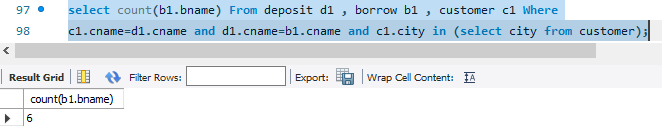 97 select count(b1.bname) From deposit d1 , borrow b1 , customer c1 Where
98 c1.cname=d1.cname and d1.cname=b1.cname and c1.city in (select city from customer);
Result Grid Filter Rows: Export: Wrap Cell Content: IA
count(b1.bname)
6